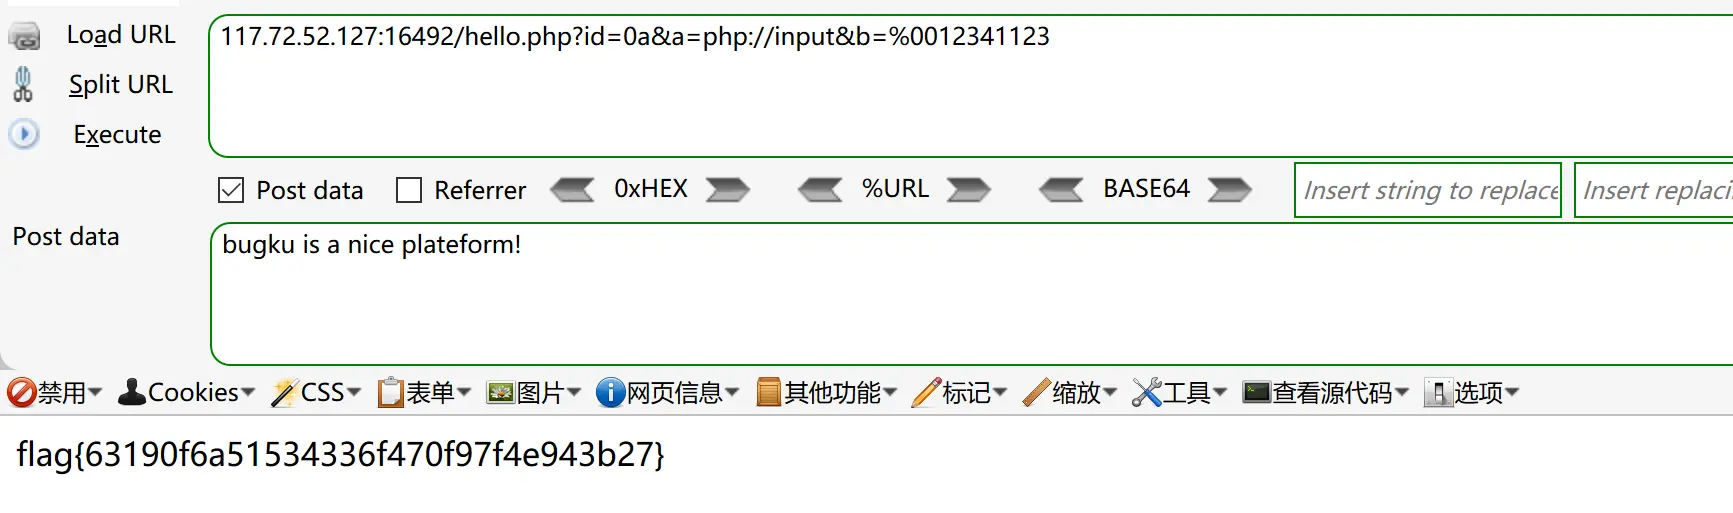 Load URL
117.72.52.127:16492/hello.php?id=0a&a=php://input&b=%0012341123
Split URL
Execute
Post data Referrer 0xHEX %URL BASE64 Insert string to replace Insert replaci
Post data
bugku is a nice plateform!
禁用 Cookies CSS 表单 图片 网页信息 其他功能 标记 缩放 工具 查看源代码 选项
flag{63190f6a51534336f470f97f4e943b27}